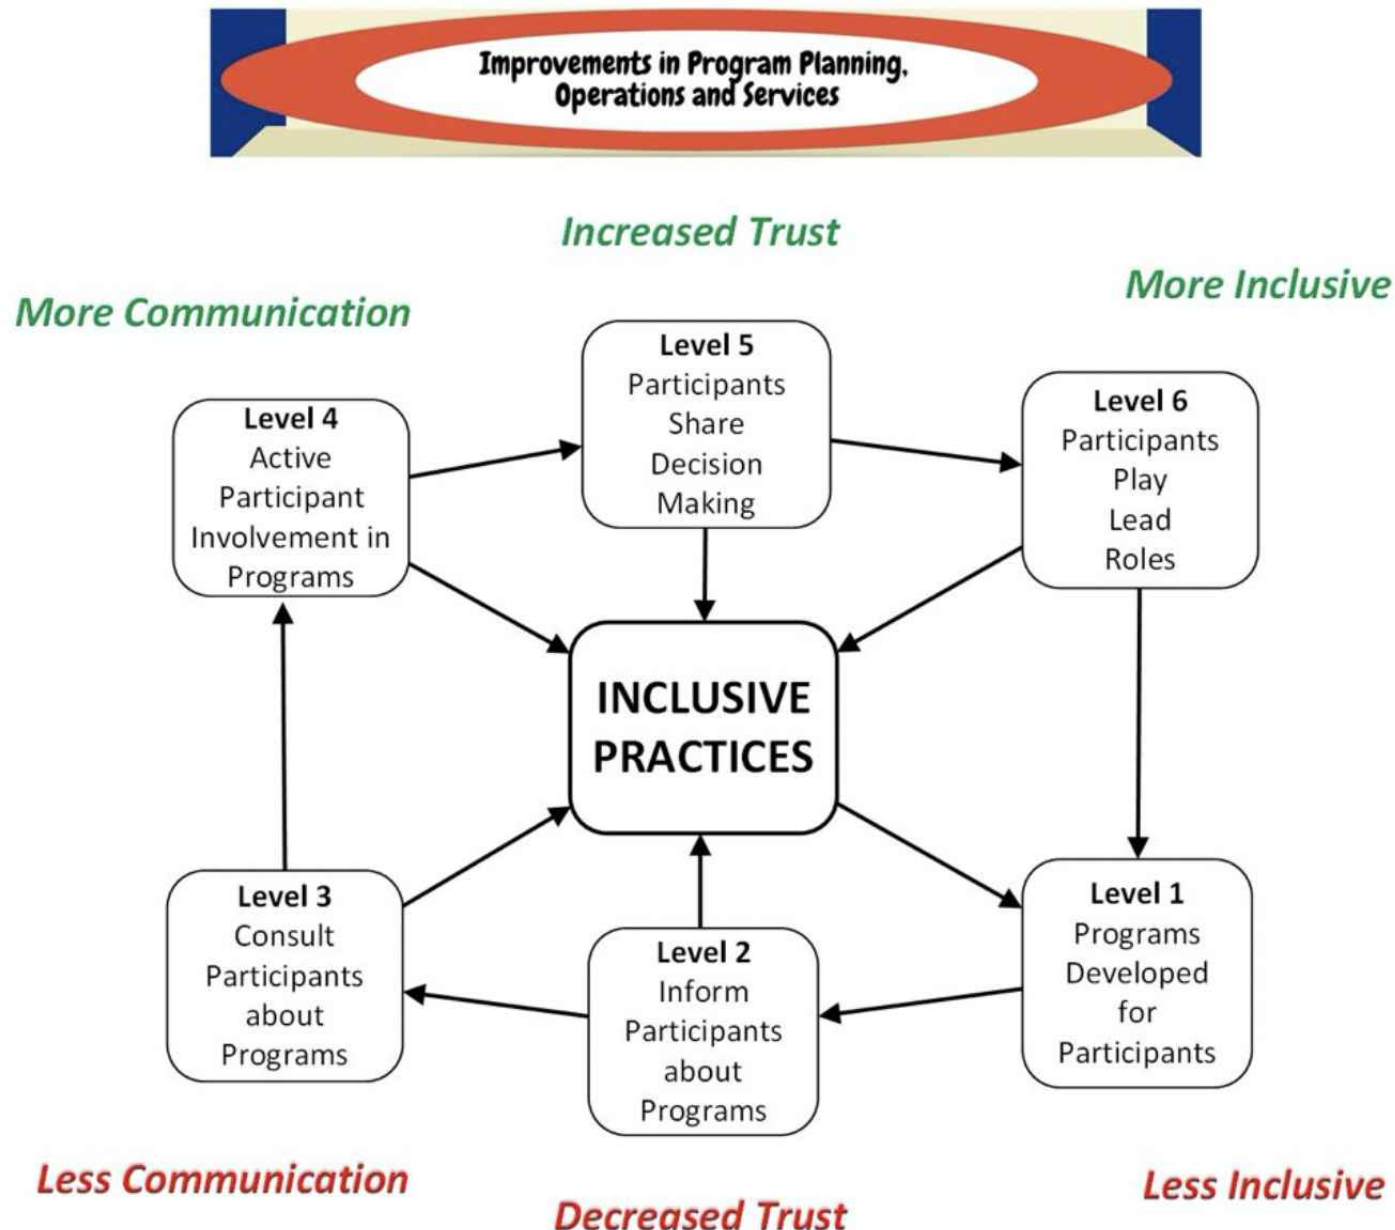 Improvements in Program Planning,
Operations and Services
Increased Trust
More Inclusive
More Communication
Level 5
Participants
Share
Decision
Making
Level 6
Participants
Play
Lead
Roles
Level 4
Active
Participant
Involvement in
Programs
INCLUSIVE
PRACTICES
Level 3
Consult
Participants
about
Programs
Level 2
Inform
Participants
about
Programs
Level 1
Programs
Developed
for
Participants
Less Communication
Decreased Trust
Less Inclusive